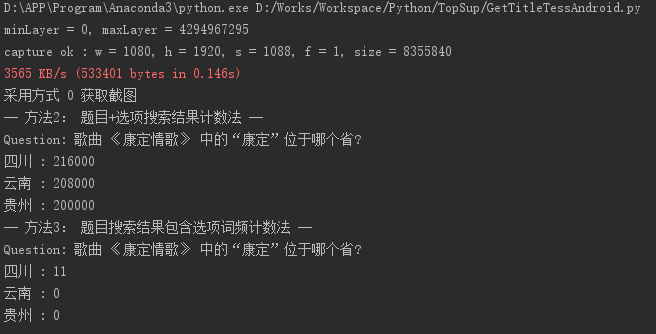 D:\APP\Program\Anaconda3\python.exe D:/Works/Workspace/Python/TopSup/GetTitleTessAndroid.py
minLayer = 0, maxLayer = 4294967295
capture ok : w = 1080, h = 1920, s = 1088, f = 1, size = 8355840
3565 KB/s (533401 bytes in 0.146s)
采用方式 0 获取截图
—— 方法2： 题目+选项搜索结果计数法 ——
Question: 歌曲《康定情歌》中的“康定”位于哪个省?
四川 : 216000
云南 : 208000
贵州 : 200000
—— 方法3： 题目搜索结果包含选项词频计数法 ——
Question: 歌曲《康定情歌》中的“康定”位于哪个省?
四川 : 11
云南 : 0
贵州 : 0